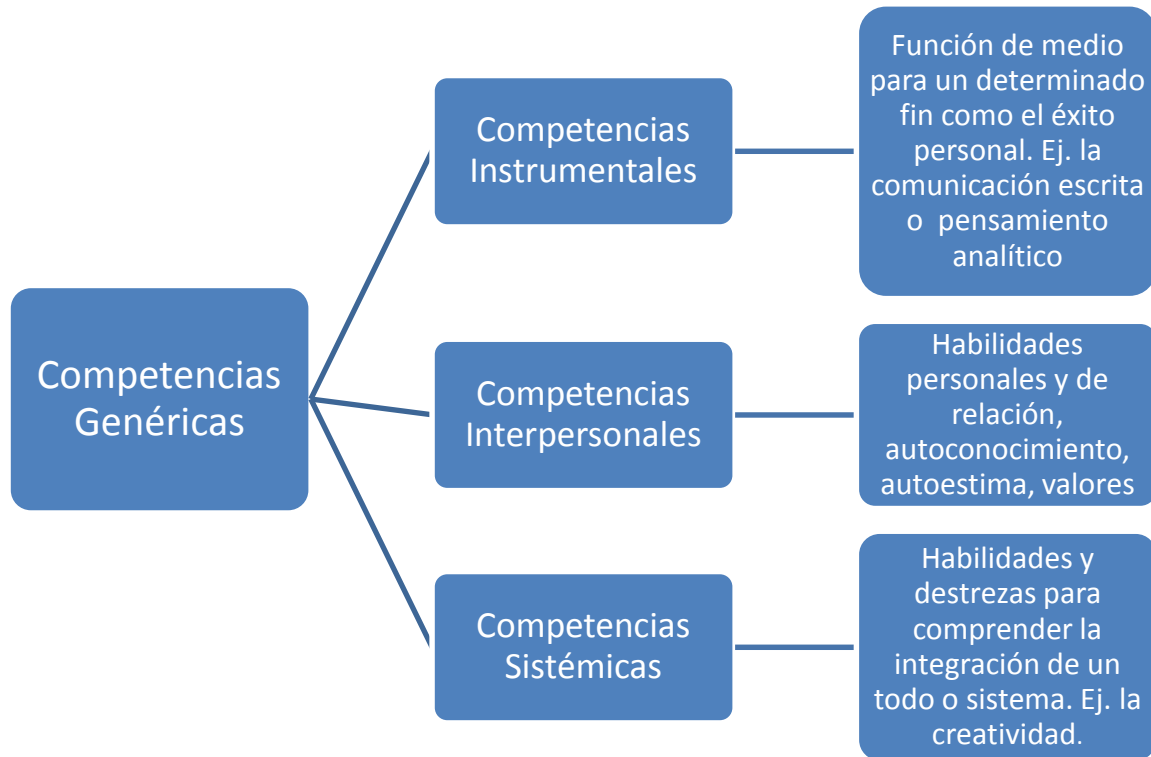 Competencias
Genéricas
Competencias
Instrumentales
Función de medio
para un determinado
fin como el éxito
personal. Ej. la
comunicación escrita
o pensamiento
analítico
Competencias
Interpersonales
Habilidades
personales y de
relación,
autoconocimiento,
autoestima, valores
Competencias
Sistémicas
Habilidades y
destrezas para
comprender la
integración de un
todo o sistema. Ej. la
creatividad.